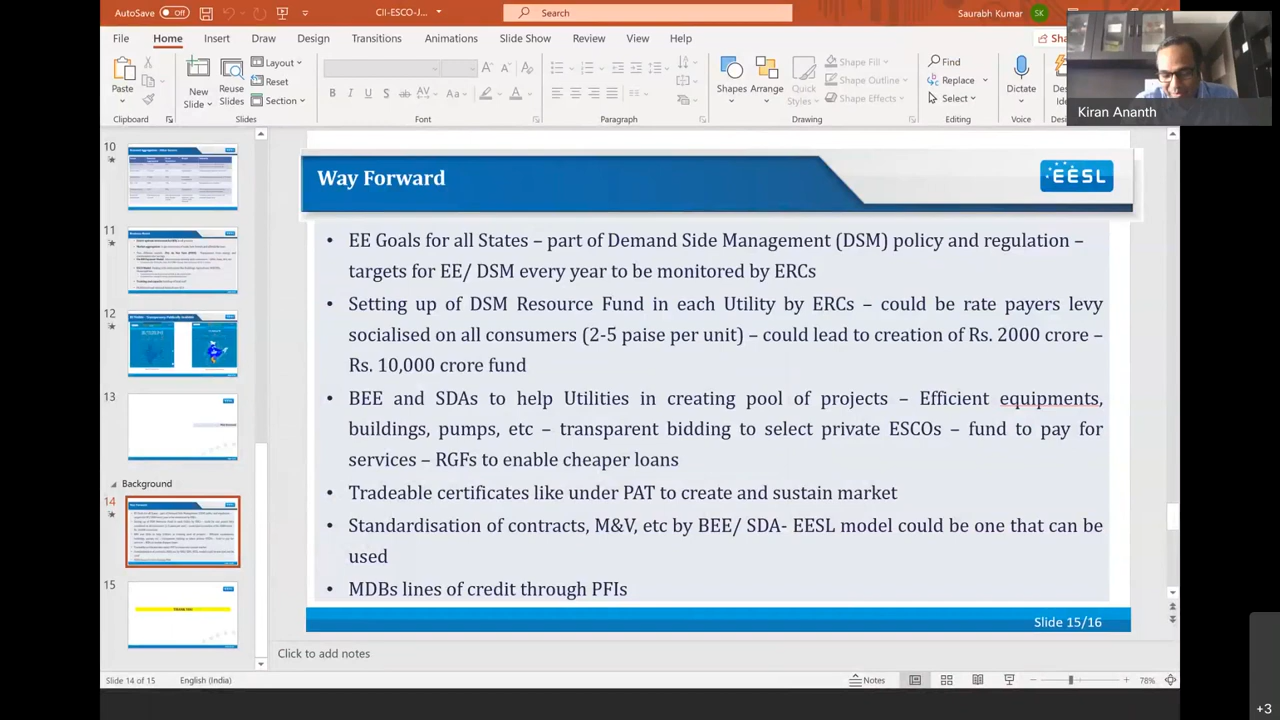 AutoSave Off CII-ESCO-J... Search Saurabh Kumar SK
File Home Insert Draw Design Transitions Animations Slide Show Review View Help
Paste New Slide Reuse Slides Layout Reset Section Shapes Arrange Quick Styles Shape Fill Shape Outline Shape Effects Find Replace Select Dictate
Clipboard Slides Font Paragraph Drawing Editing Voice
Kiran Ananth
10
11
12
13
Background
14
15
Way Forward
EESL
• EE Goals for all States – part of Demand Side Management (DSM) policy and regulation –
targets for EE/ DSM every year to be monitored by ERCs
• Setting up of DSM Resource Fund in each Utility by ERCs – could be rate payers levy
socialised on all consumers (2-5 paise per unit) – could lead to creation of Rs. 2000 crore –
Rs. 10,000 crore fund
• BEE and SDAs to help Utilities in creating pool of projects – Efficient equipments,
buildings, pumps, etc – transparent bidding to select private ESCOs – fund to pay for
services – RGFs to enable cheaper loans
• Tradeable certificates like under PAT to create and sustain market
• Standardisation of contracts, M&V, etc by BEE/ SDA- EESL model could be one that can be
used
• MDBs lines of credit through PFIs
Slide 15/16
Click to add notes
Slide 14 of 15 English (India) Notes 78%
+3